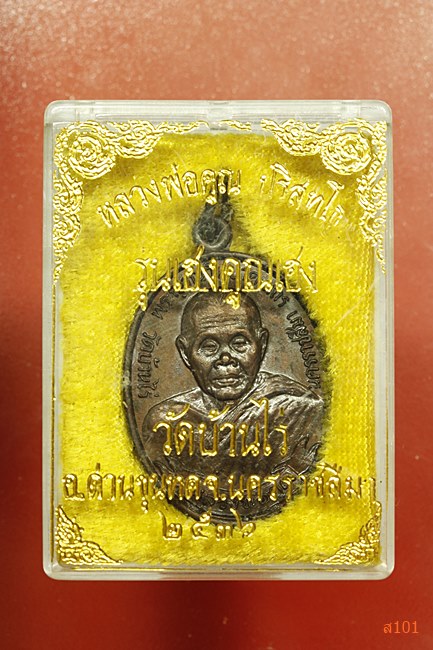 หลวงพ่อคูณ ปริสุทโธ
รุ่นเฮงคูณเฮง
วัดบ้านไร่
อ.ด่านขุนทด จ.นครราชสีมา
๒๕๓๖
ส101